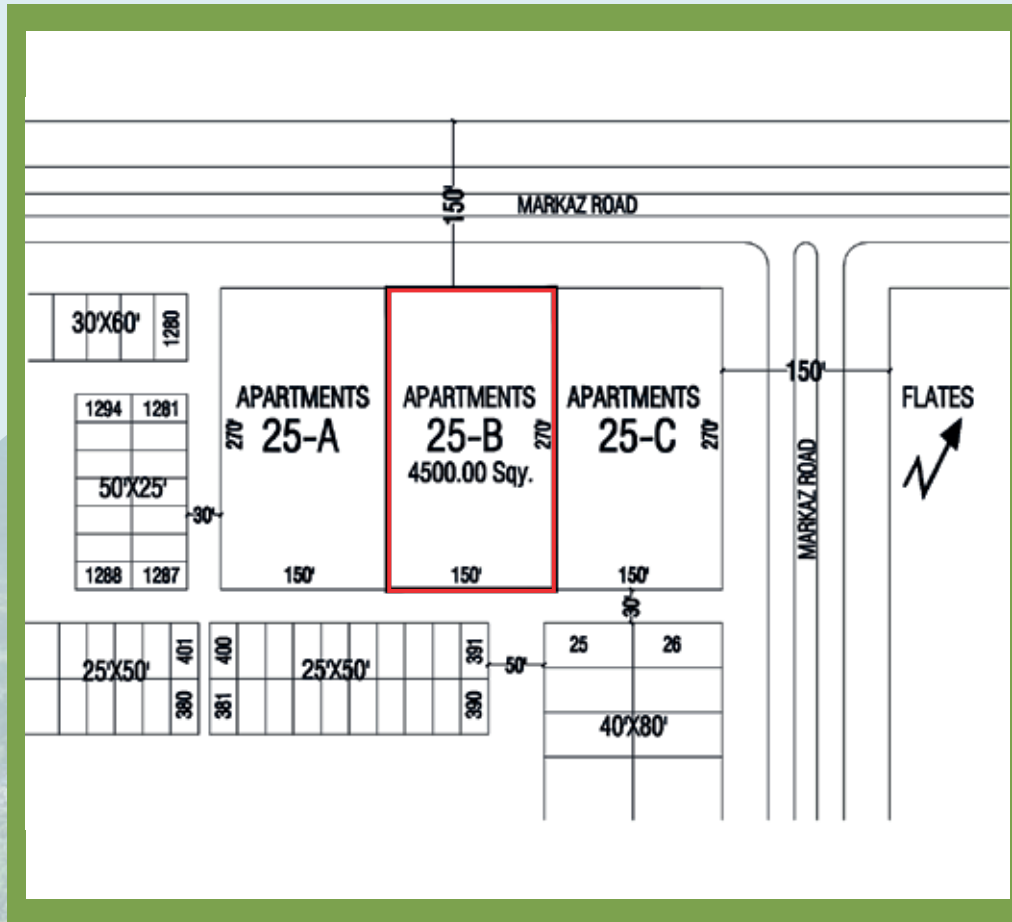 150'
MARKAZ ROAD
30'X60'
1280
APARTMENTS
25-A
270'
150'
APARTMENTS
25-B
4500.00 Sqy.
270'
150'
APARTMENTS
25-C
270'
150'
150'
FLATES
MARKAZ ROAD
1294 1281
50'X25'
1288 1287
30'
30'
25'X50'
401
380
400
381
25'X50'
391
390
50'
25 26
40'X80'